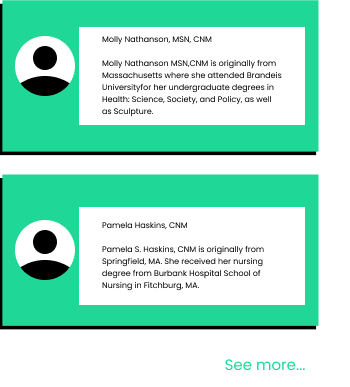 Molly Nathanson, MSN, CNM
Molly Nathanson MSN,CNM is originally from
Massachusetts where she attended Brandeis
Universityfor her undergraduate degrees in
Health: Science, Society, and Policy, as well
as Sculpture.
Pamela Haskins, CNM
Pamela S. Haskins, CNM is originally from
Springfield, MA. She received her nursing
degree from Burbank Hospital School of
Nursing in Fitchburg, MA.
See more...